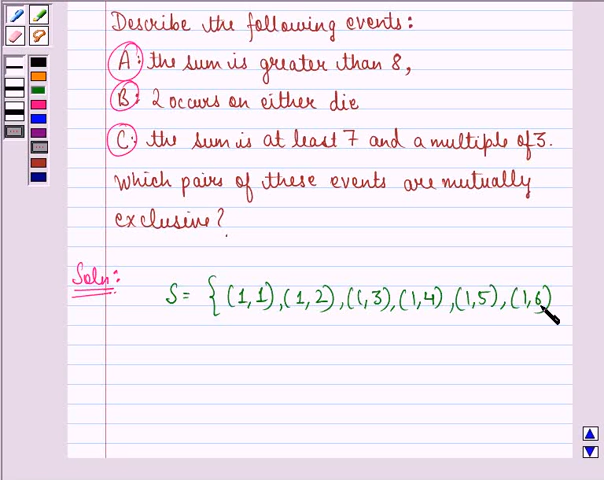 Describe the following events:
A: the sum is greater than 8,
B: 2 occurs on either die
C: the sum is at least 7 and a multiple of 3.
Which pairs of these events are mutually
exclusive?
Soln:
S = { (1,1), (1,2), (1,3), (1,4), (1,5), (1,6)